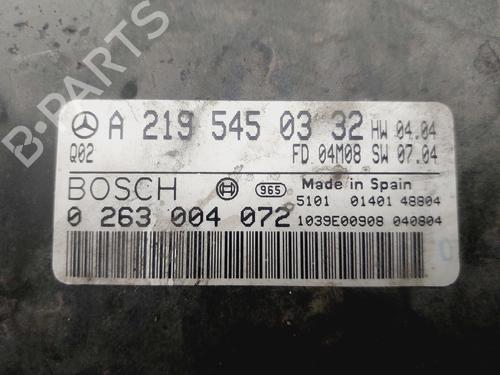 A 219 545 03 32 HW 04.04
Q02 FD 04M08 SW 07.04
BOSCH 965 Made in Spain
5101 01401 48804
0 263 004 072 1039E00908 040804
B-PARTS